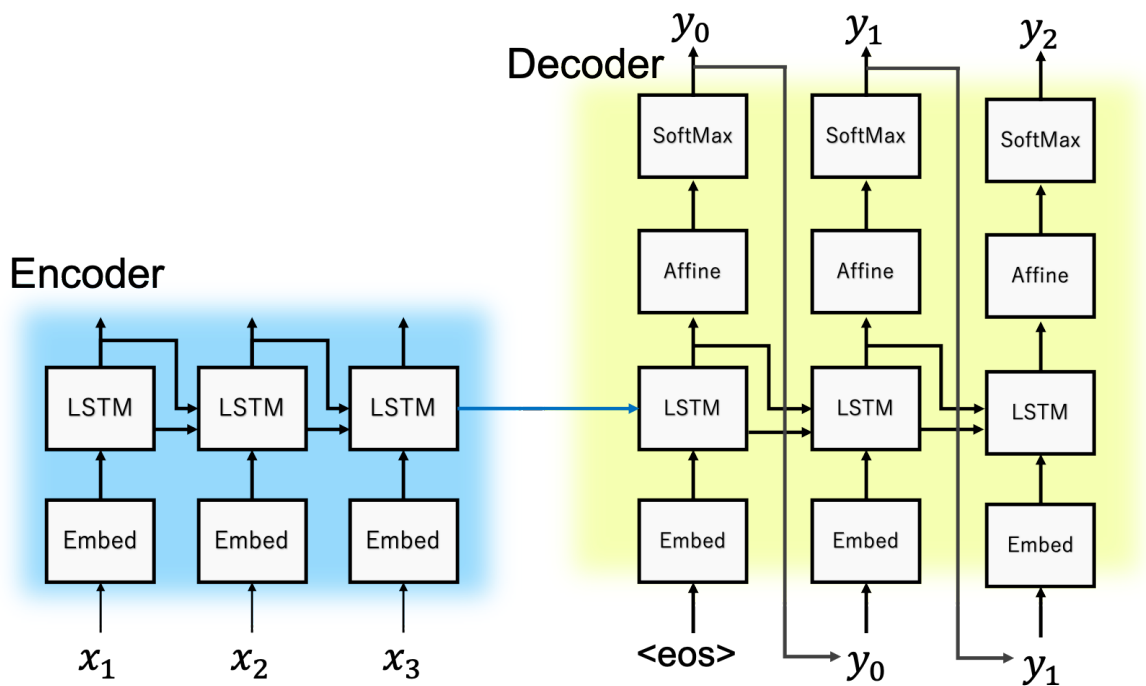 y₀ y₁ y₂
Decoder
SoftMax SoftMax SoftMax
Affine Affine Affine
Encoder
LSTM LSTM LSTM LSTM LSTM LSTM
Embed Embed Embed Embed Embed Embed
x₁ x₂ x₃ <eos> y₀ y₁